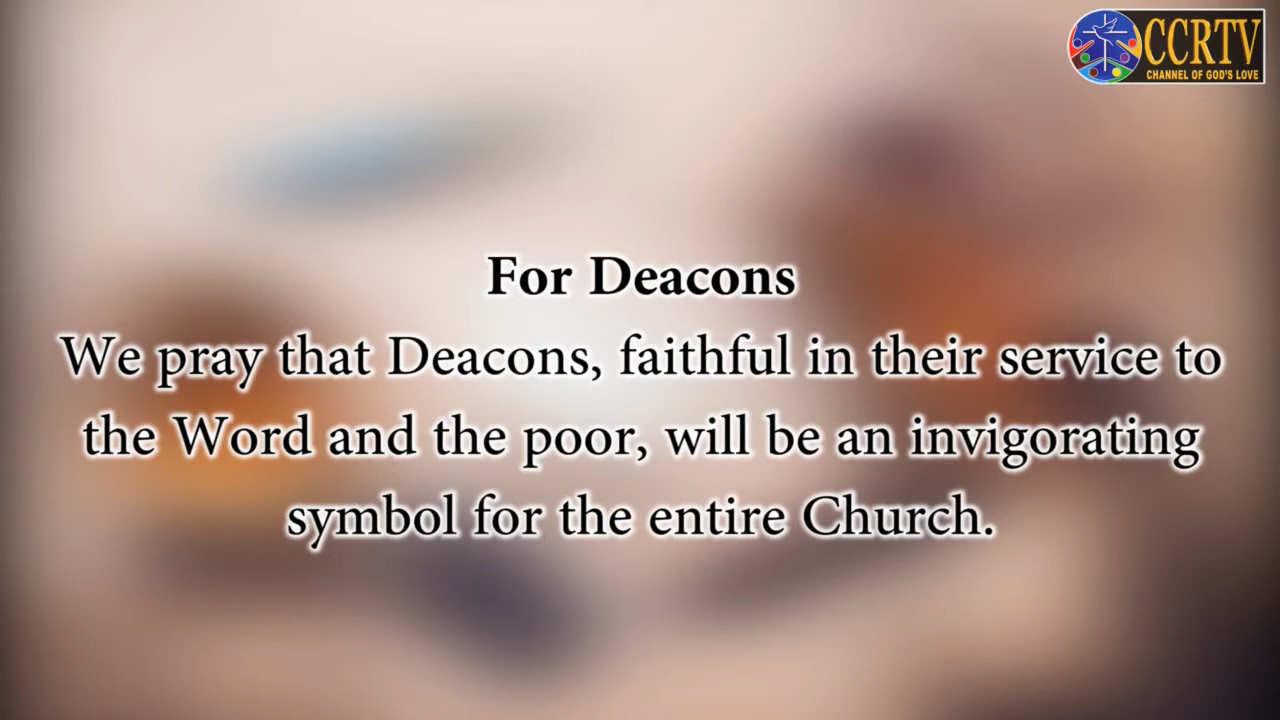 CCRTV
CHANNEL OF GOD'S LOVE
For Deacons
We pray that Deacons, faithful in their service to
the Word and the poor, will be an invigorating
symbol for the entire Church.